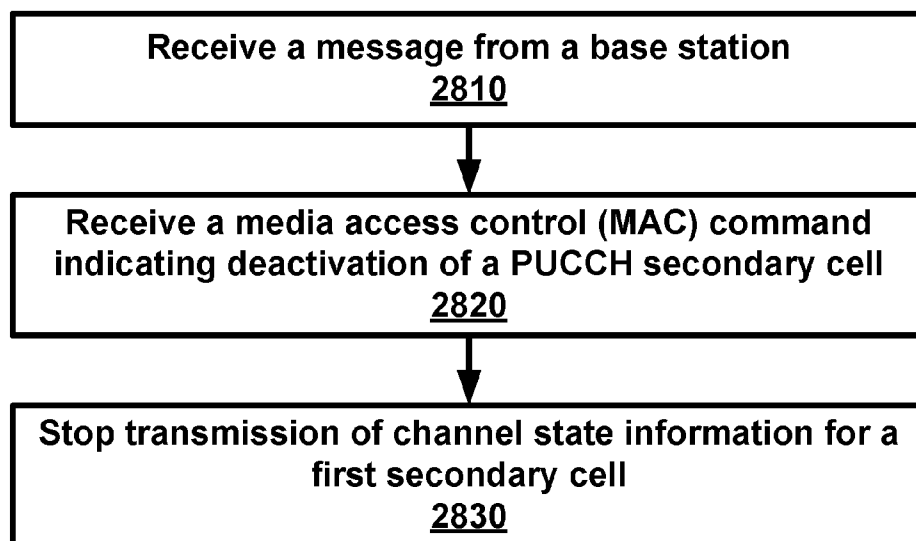 Receive a message from a base station
2810
Receive a media access control (MAC) command
indicating deactivation of a PUCCH secondary cell
2820
Stop transmission of channel state information for a
first secondary cell
2830